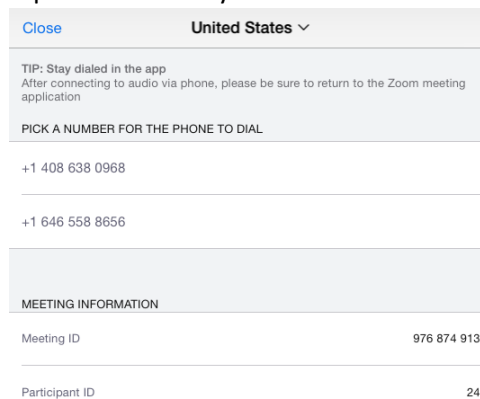 Close
United States
TIP: Stay dialed in the app
After connecting to audio via phone, please be sure to return to the Zoom meeting
application
PICK A NUMBER FOR THE PHONE TO DIAL
+1 408 638 0968
+1 646 558 8656
MEETING INFORMATION
Meeting ID 976 874 913
Participant ID 24